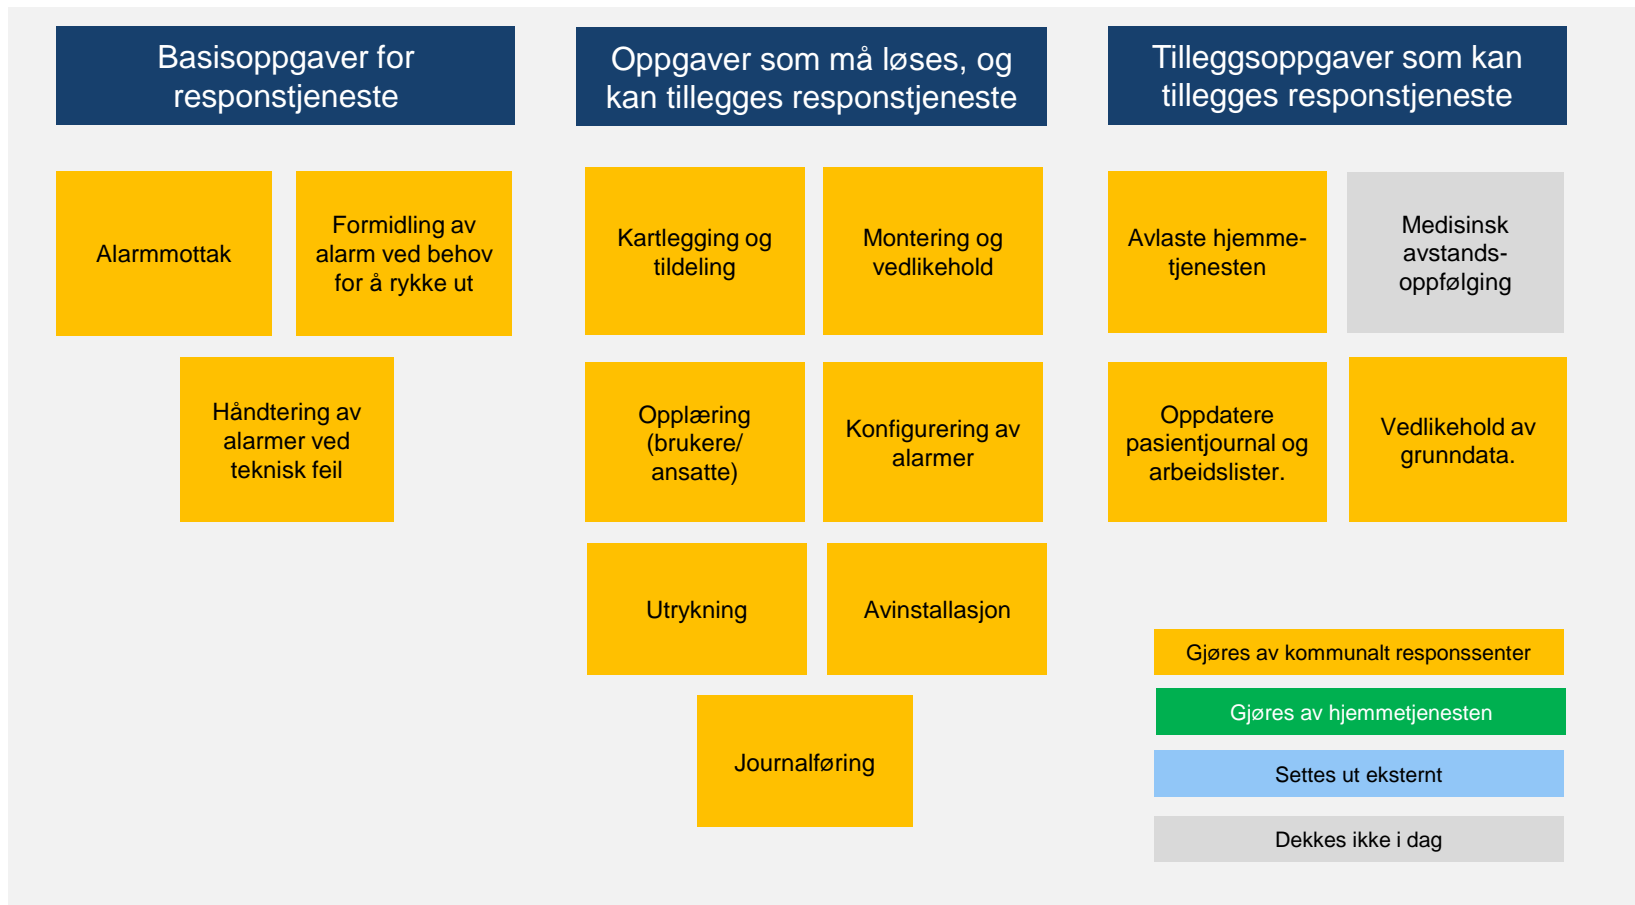 Basisoppgaver for
responstjeneste
Oppgaver som må løses, og
kan tillegges responstjeneste
Tilleggsoppgaver som kan
tillegges responstjeneste
Alarmmottak
Formidling av
alarm ved behov
for å rykke ut
Håndtering av
alarmer ved
teknisk feil
Kartlegging og
tildeling
Montering og
vedlikehold
Opplæring
(brukere/
ansatte)
Konfigurering av
alarmer
Utrykning
Avinstallasjon
Journalføring
Avlaste hjemme-
tjenesten
Medisinsk
avstands-
oppfølging
Oppdatere
pasientjournal og
arbeidslister.
Vedlikehold av
grunndata.
Gjøres av kommunalt responssenter
Gjøres av hjemmetjenesten
Settes ut eksternt
Dekkes ikke i dag